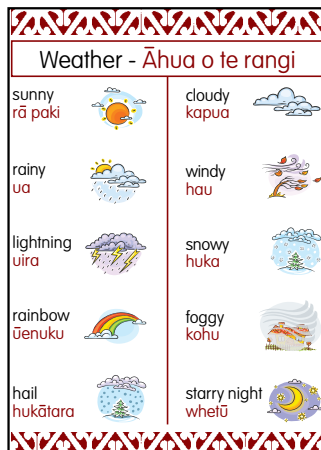 Weather - Āhua o te rangi
sunny
rā paki
rainy
ua
lightning
uira
rainbow
ūenuku
hail
hukātara
cloudy
kapua
windy
hau
snowy
huka
foggy
kohu
starry night
whetū